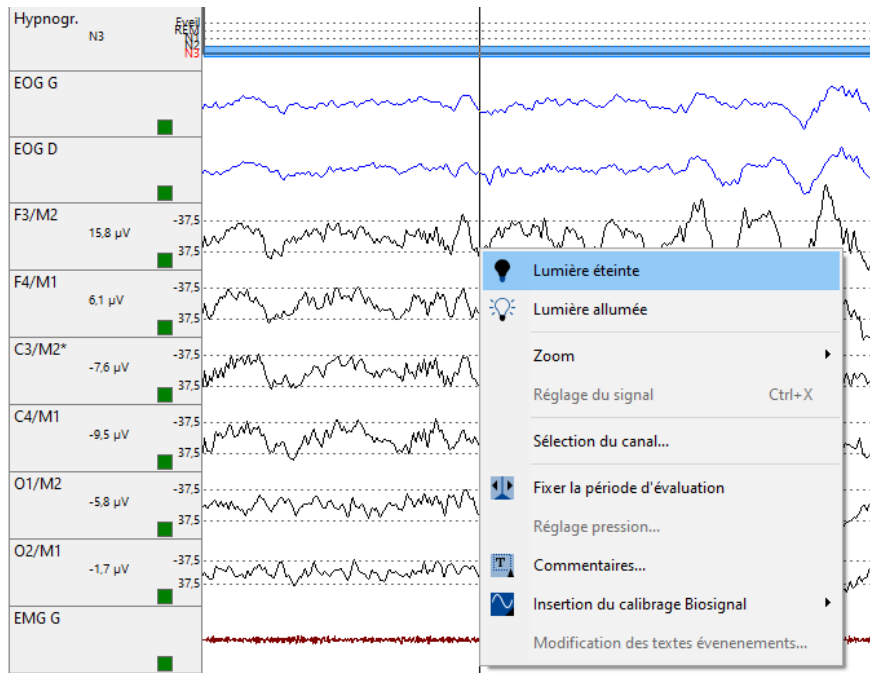 Hypnogr.
N3
Eveil
REM
N1
N2
N3
EOG G
EOG D
F3/M2
15,8 µV
-37,5
37,5
F4/M1
6,1 µV
-37,5
37,5
C3/M2*
-7,6 µV
-37,5
37,5
C4/M1
-9,5 µV
-37,5
37,5
O1/M2
-5,8 µV
-37,5
37,5
O2/M1
-1,7 µV
-37,5
37,5
EMG G
Lumière éteinte
Lumière allumée
Zoom
Réglage du signal Ctrl+X
Sélection du canal...
Fixer la période d'évaluation
Réglage pression...
Commentaires...
Insertion du calibrage Biosignal
Modification des textes évenenements...